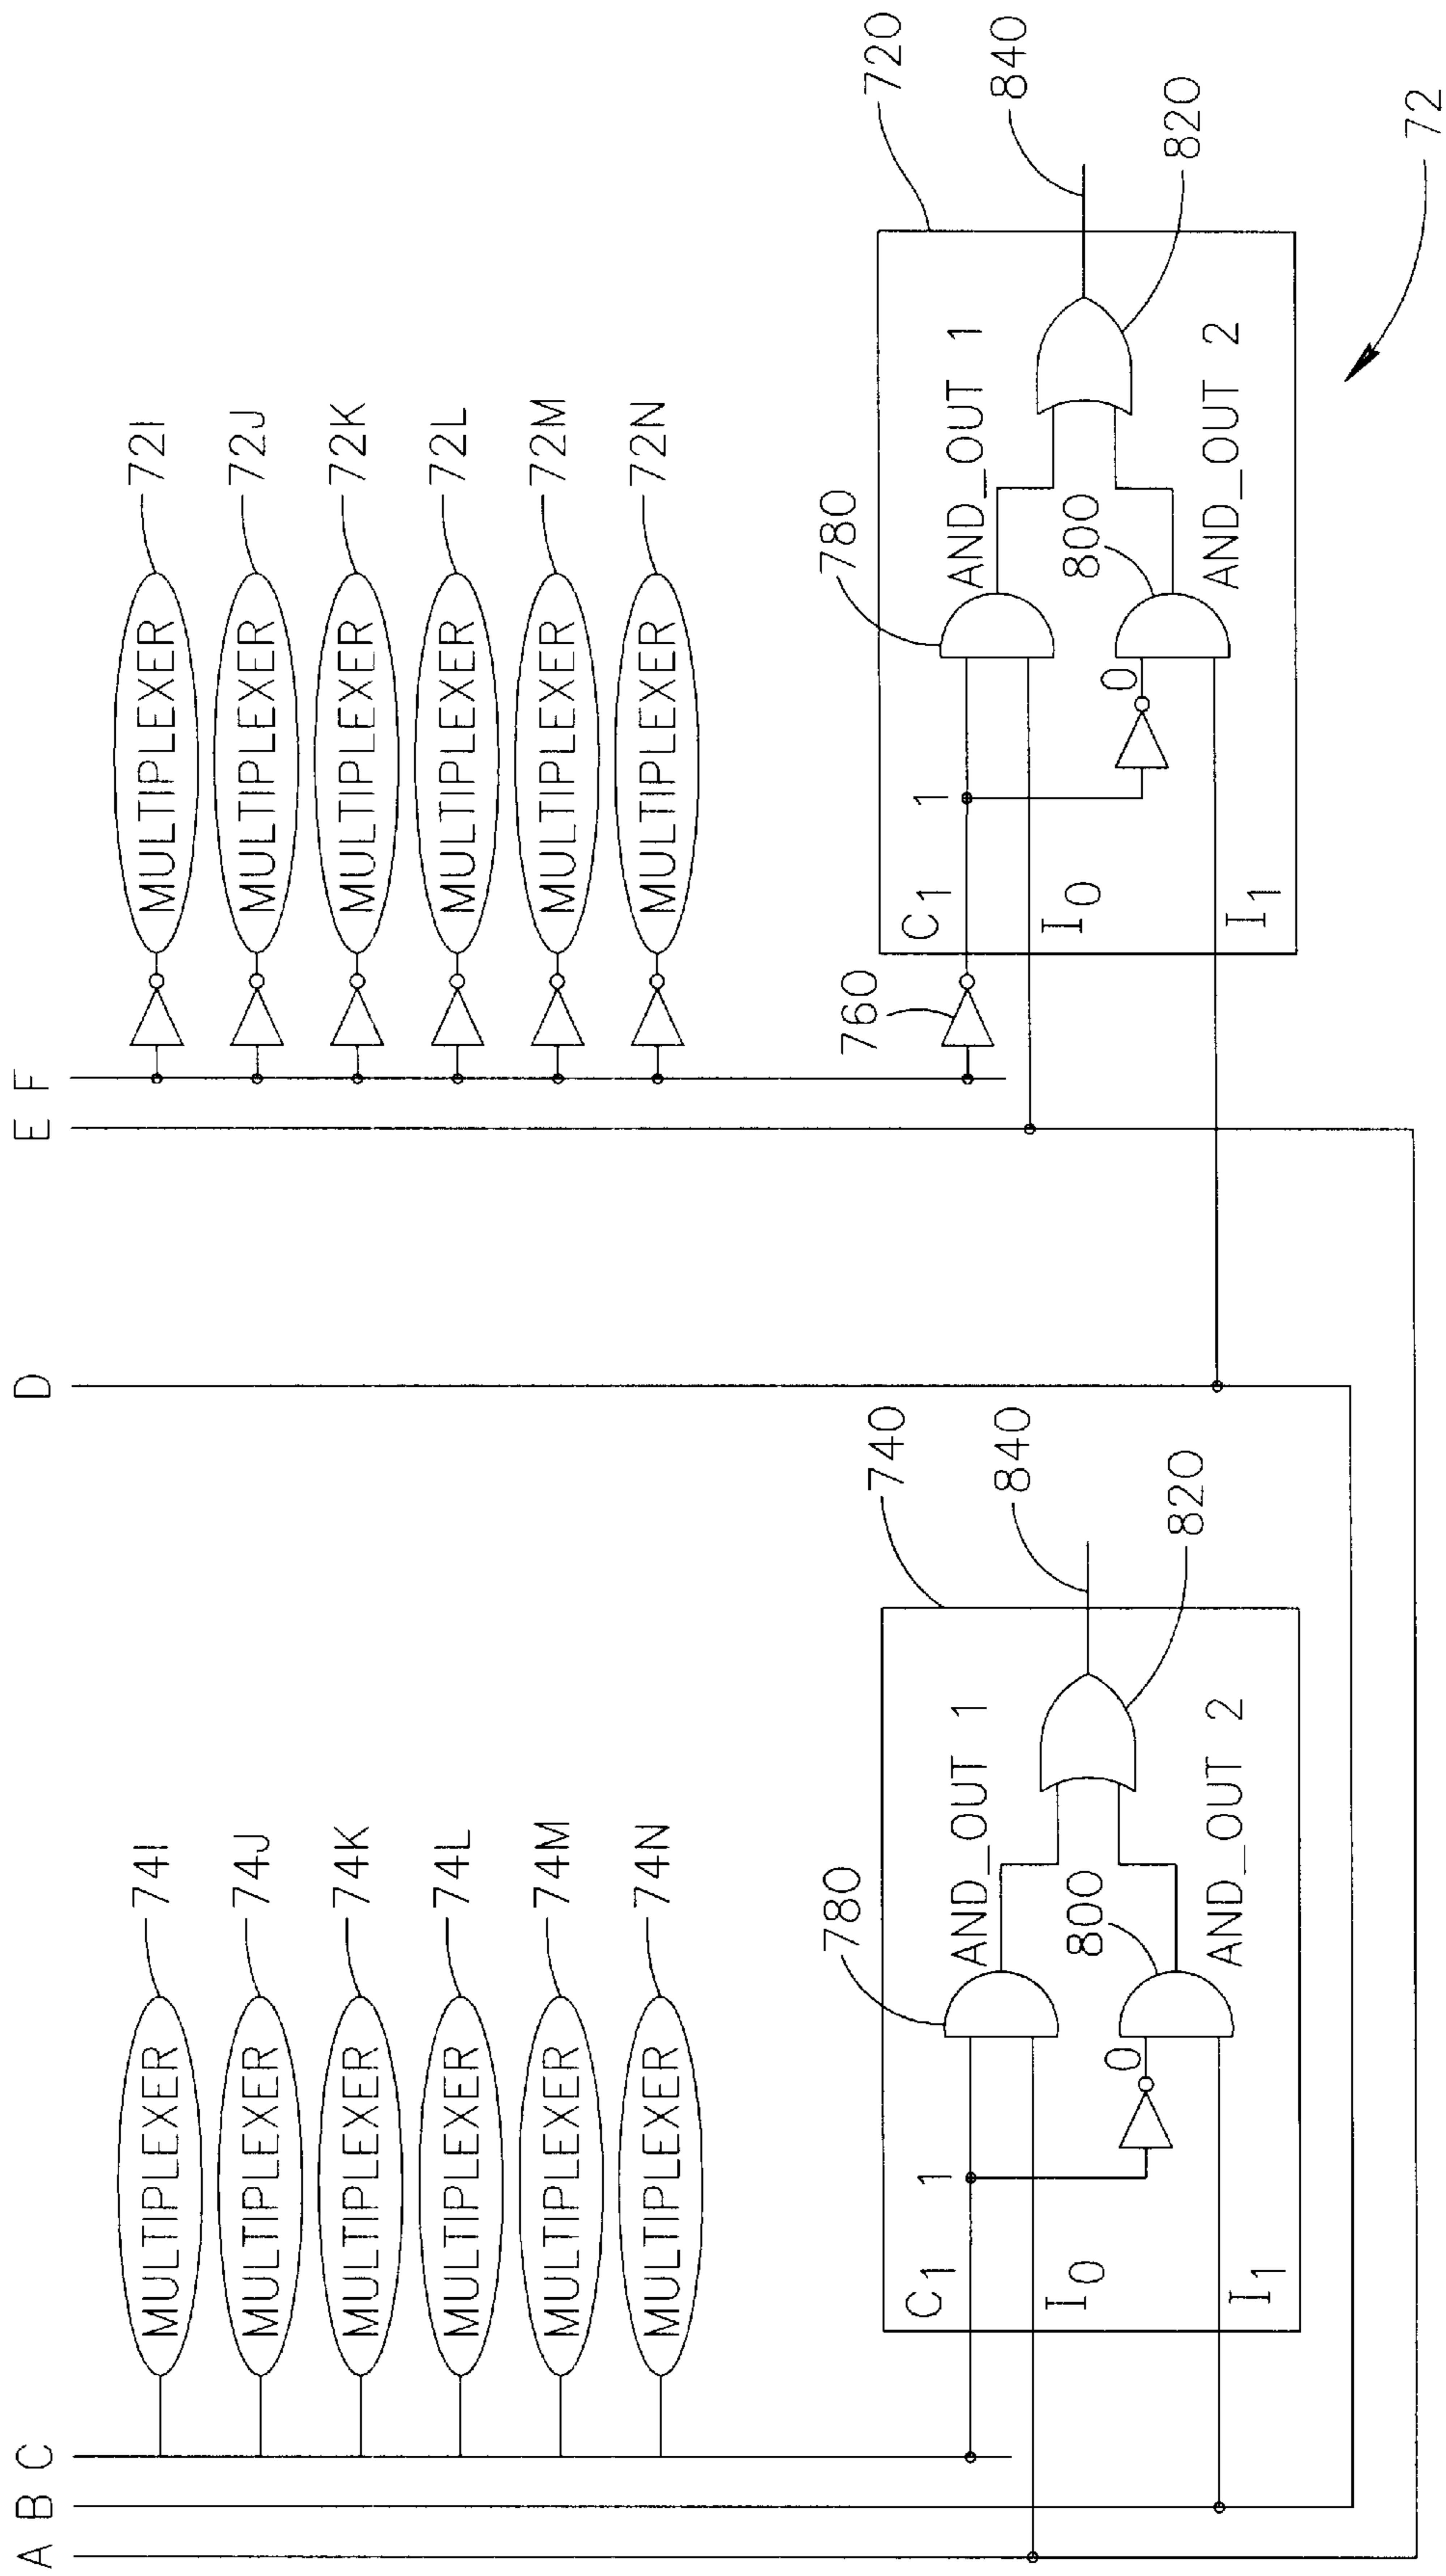 A B C
D
E F
MULTIPLEXER 74I
MULTIPLEXER 74J
MULTIPLEXER 74K
MULTIPLEXER 74L
MULTIPLEXER 74M
MULTIPLEXER 74N
740
780
C1
1
AND_OUT 1
I0
0
800
840
820
I1
AND_OUT 2
MULTIPLEXER 72I
MULTIPLEXER 72J
MULTIPLEXER 72K
MULTIPLEXER 72L
MULTIPLEXER 72M
MULTIPLEXER 72N
760
720
780
C1
1
AND_OUT 1
I0
0
800
840
820
I1
AND_OUT 2
72